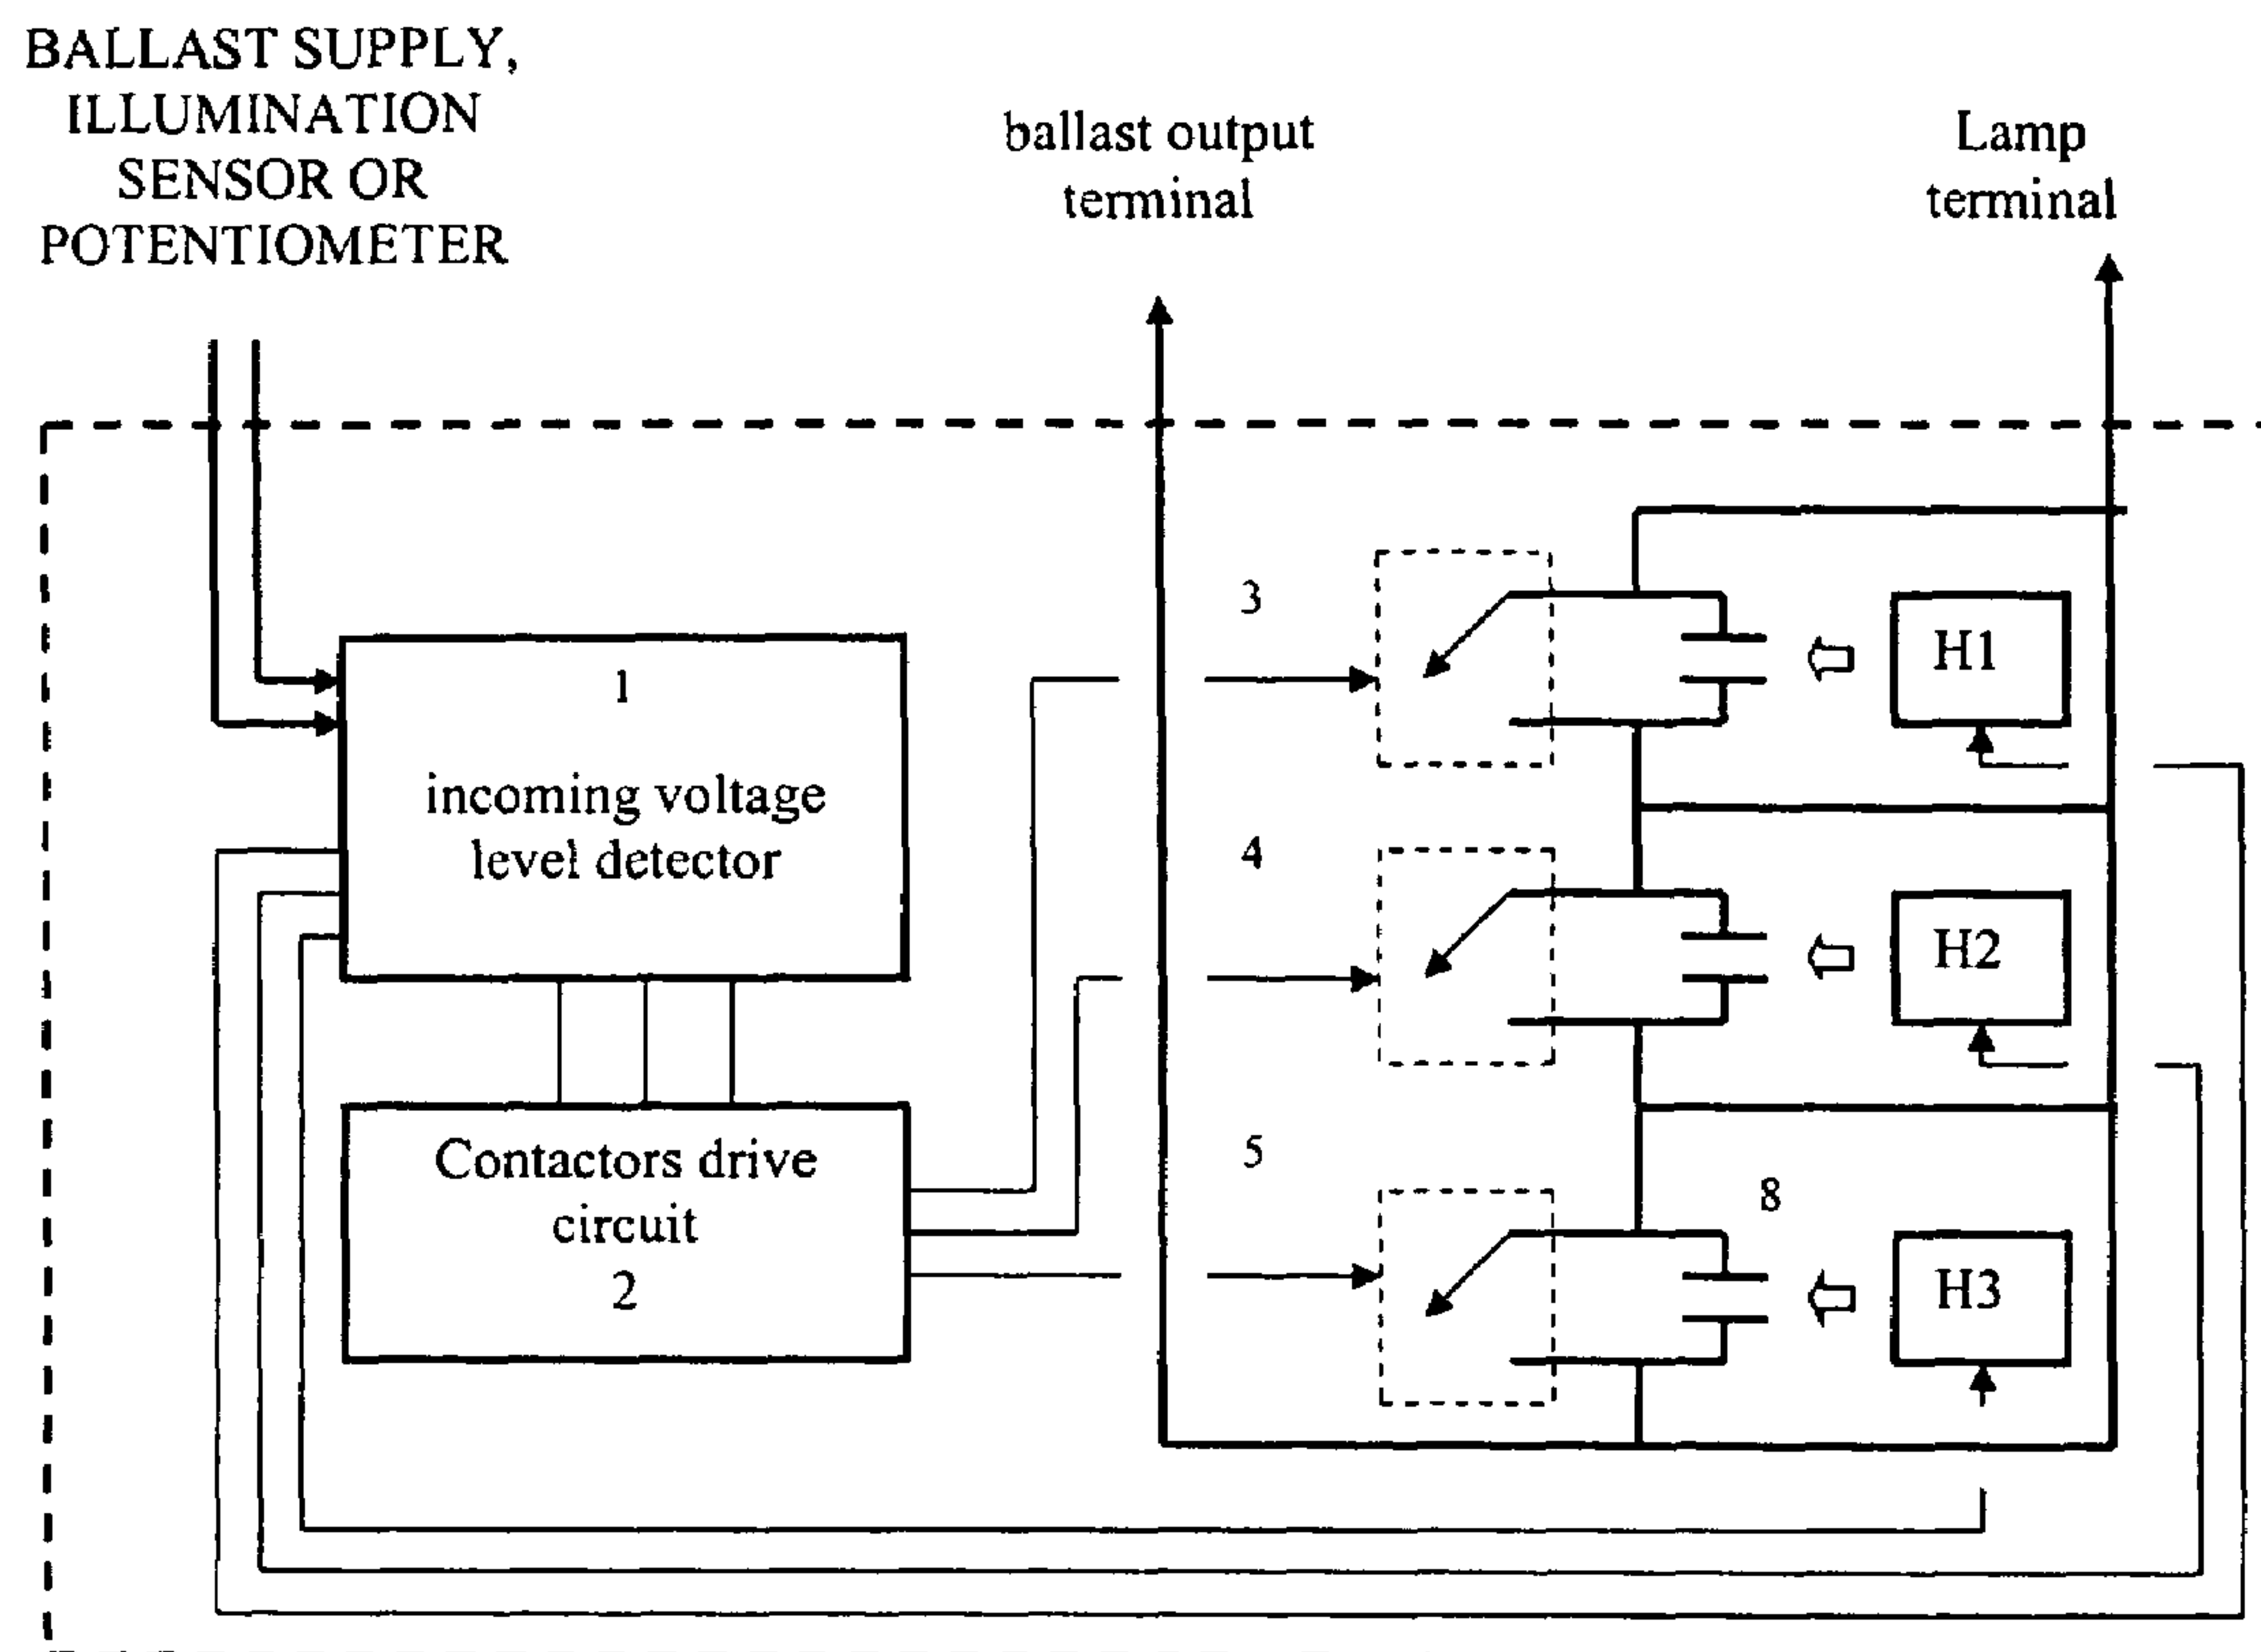 BALLAST SUPPLY,
ILLUMINATION
SENSOR OR
POTENTIOMETER
ballast output
terminal
Lamp
terminal
1
incoming voltage
level detector
Contactors drive
circuit
2
3
H1
4
H2
5
8
H3